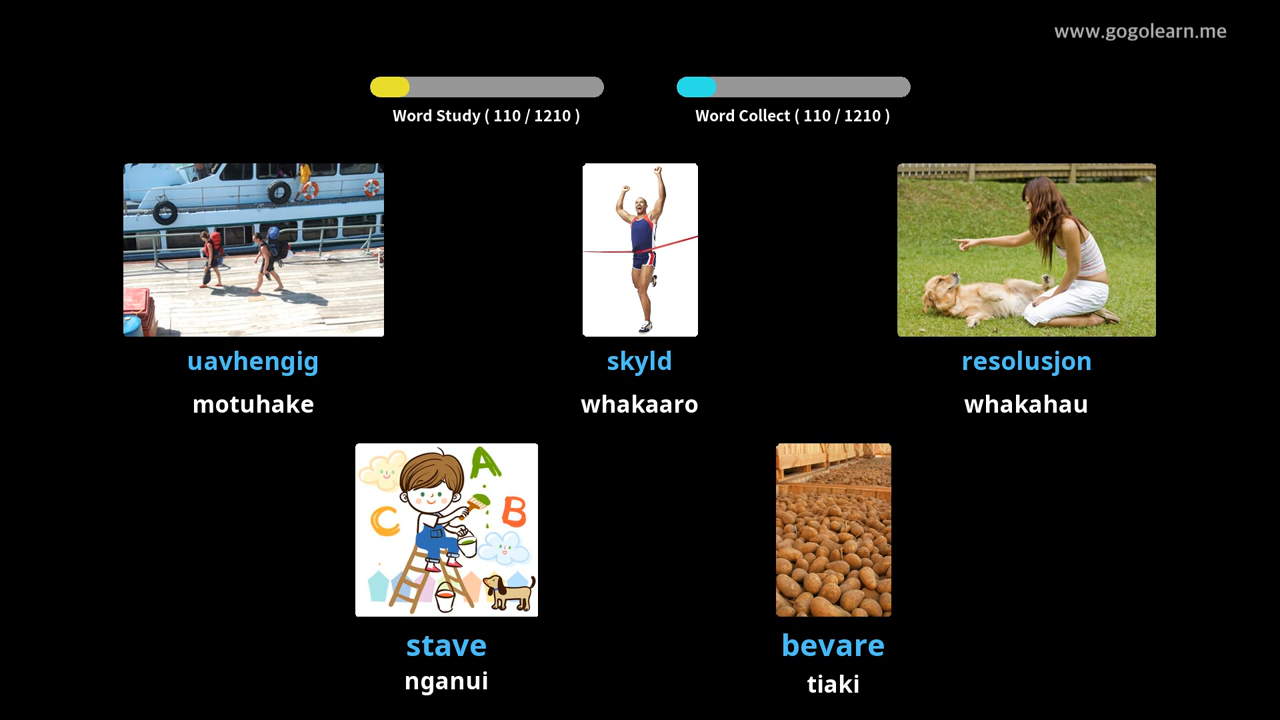 www.gogolearn.me
Word Study ( 110 / 1210 )
Word Collect ( 110 / 1210 )
uavhengig
skyld
resolusjon
motuhake
whakaaro
whakahau
A
B
C
stave
bevare
nganui
tiaki